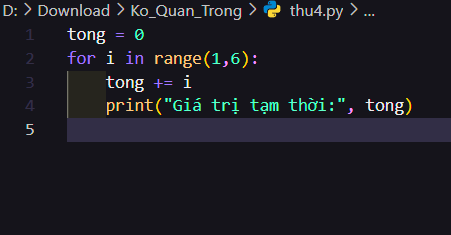 D: > Download > Ko_Quan_Trong > thu4.py > ...
1 tong = 0
2 for i in range(1,6):
3     tong += i
4     print("Giá trị tạm thời:", tong)
5